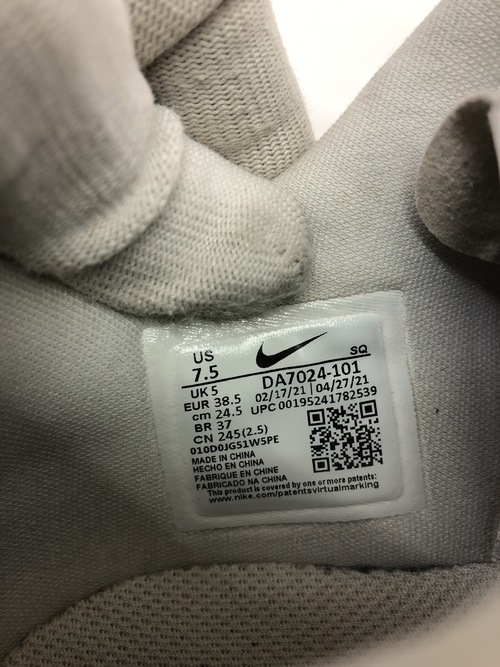 US
7.5
SQ
UK 5
DA7024-101
EUR 38.5
02/17/21 | 04/27/21
cm 24.5
UPC 00195241782539
BR 37
CN 245(2.5)
010D0JG51W5PE
MADE IN CHINA
HECHO EN CHINA
FABRIQUE EN CHINE
FABRICADO NA CHINA
This product is covered by one or more patents:
www.nike.com/patentsvirtualmarking